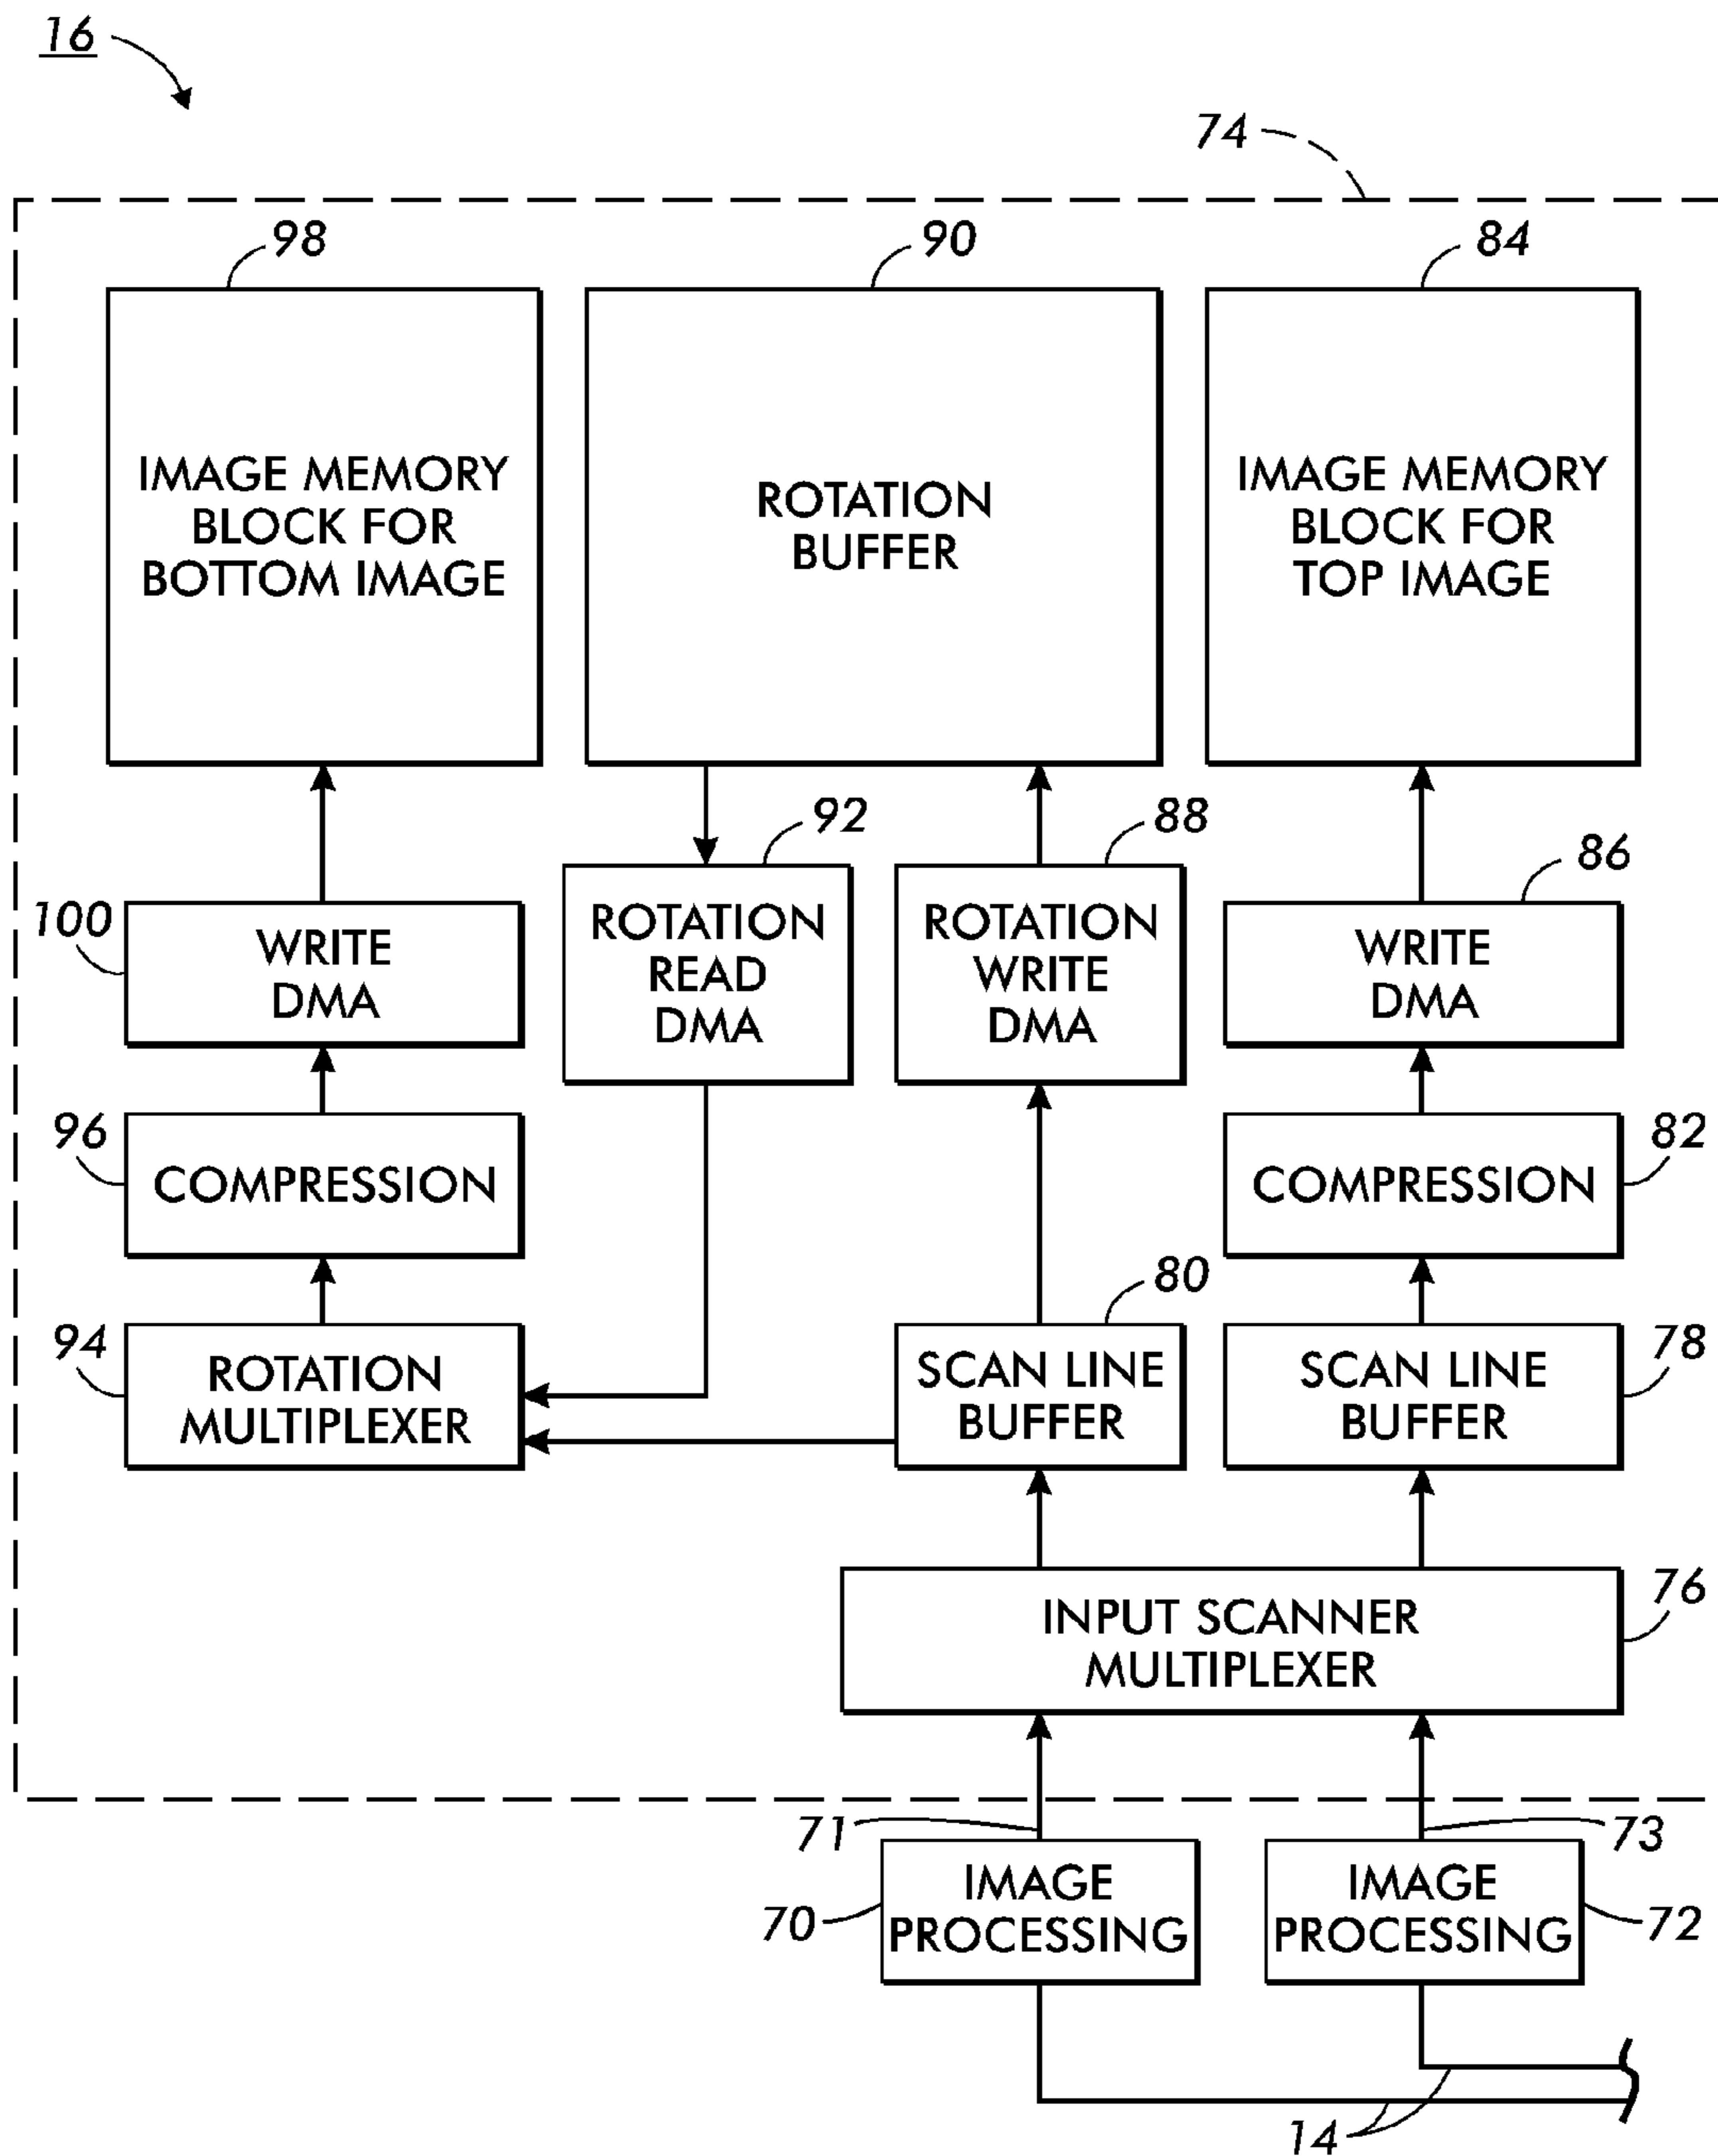 16
74
98
90
84
IMAGE MEMORY
BLOCK FOR
BOTTOM IMAGE
ROTATION
BUFFER
IMAGE MEMORY
BLOCK FOR
TOP IMAGE
92
88
86
100
WRITE
DMA
ROTATION
READ
DMA
ROTATION
WRITE
DMA
WRITE
DMA
96
COMPRESSION
COMPRESSION
82
80
94
ROTATION
MULTIPLEXER
SCAN LINE
BUFFER
SCAN LINE
BUFFER
78
INPUT SCANNER
MULTIPLEXER
76
71
73
70
IMAGE
PROCESSING
IMAGE
PROCESSING
72
14